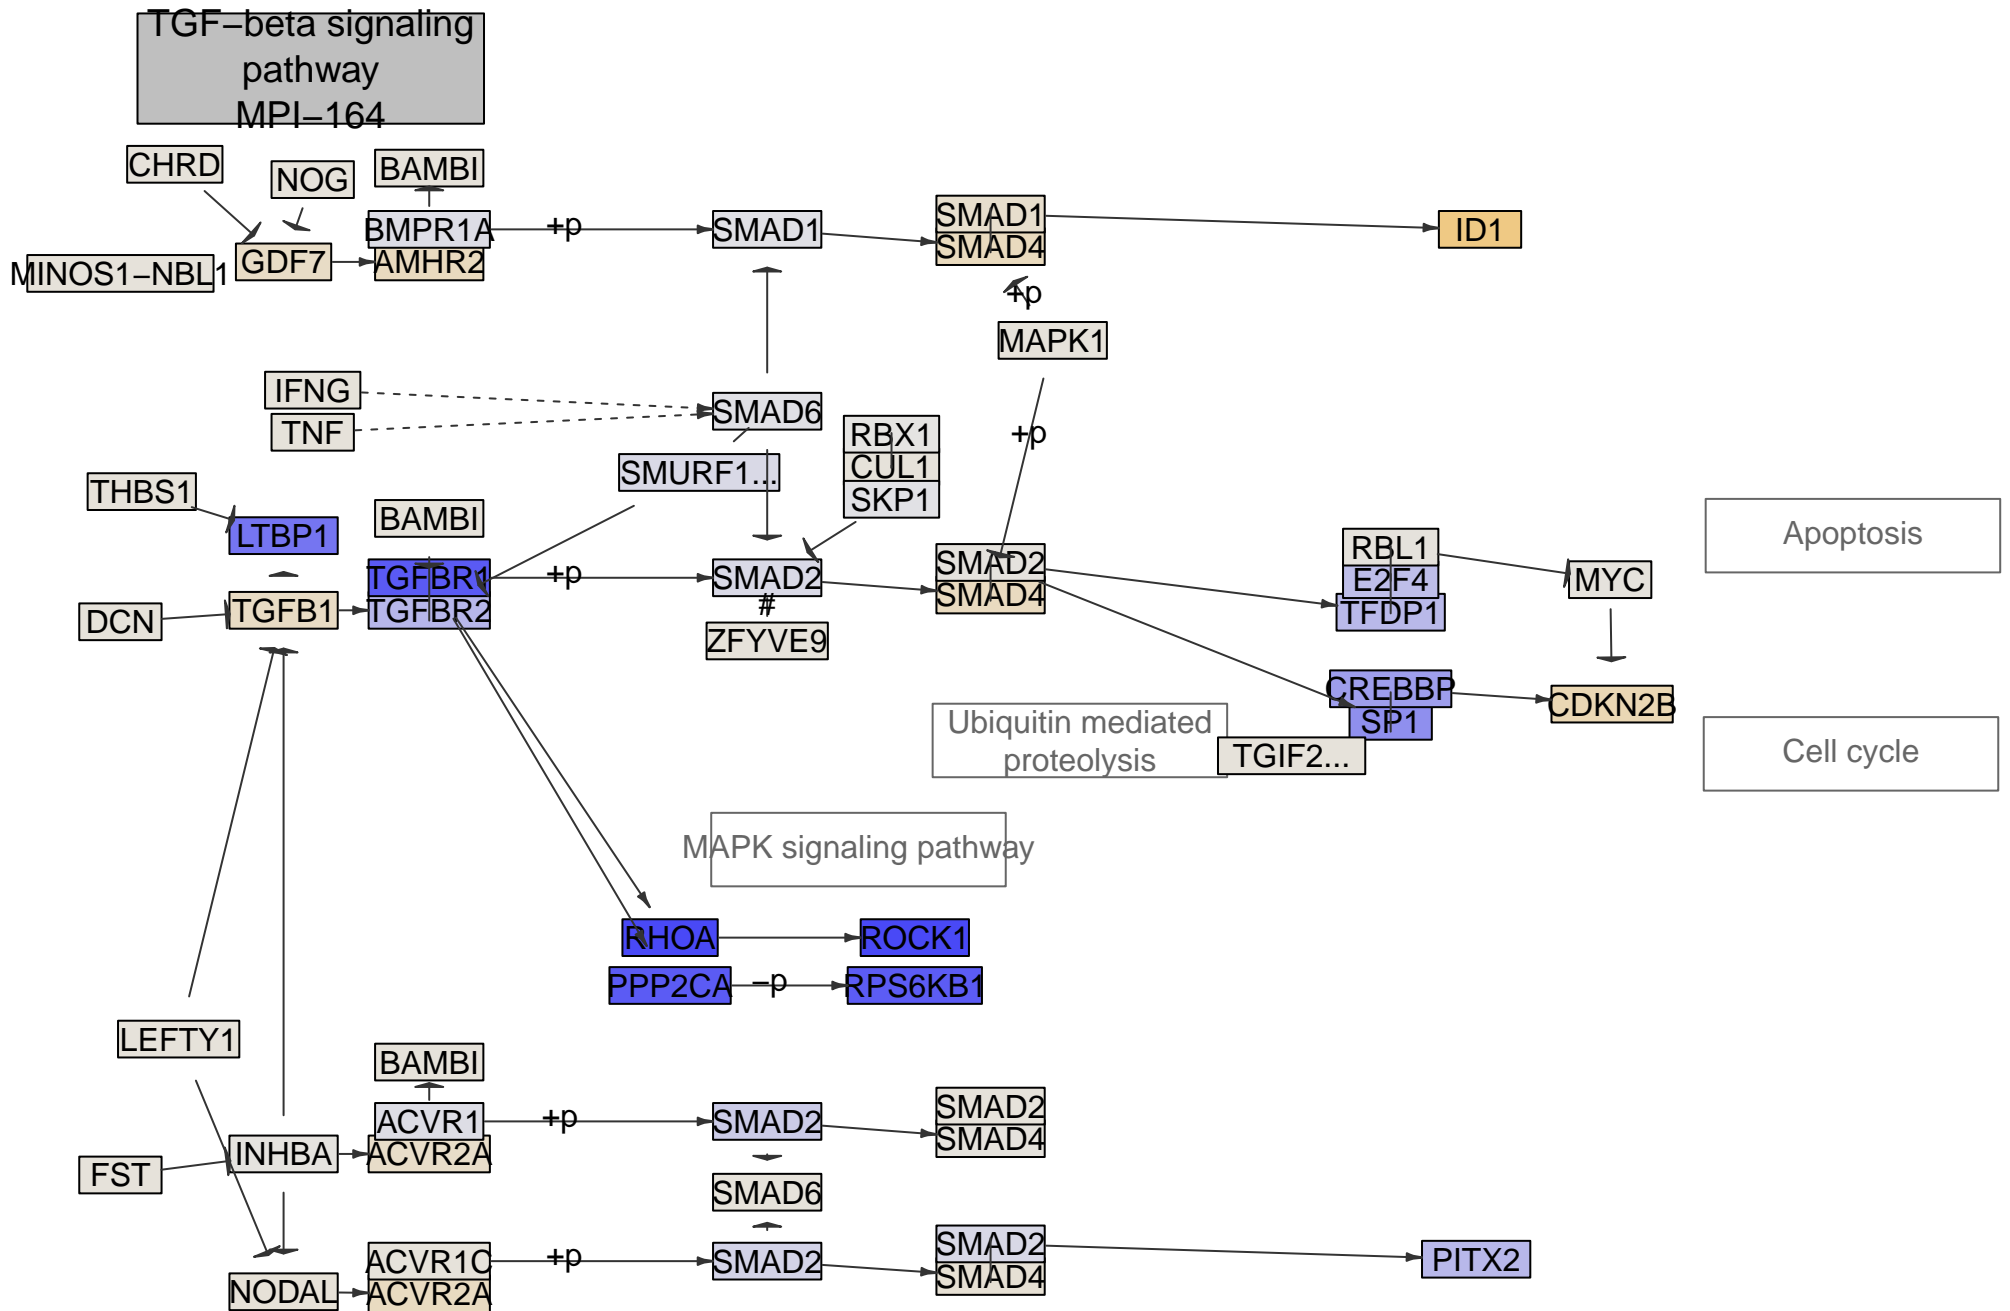 TGF−beta signaling
pathway
MPI−164
CHRD
NOG
BAMBI
BMPR1A
+p
SMAD1
SMAD1
SMAD4
ID1
MINOS1−NBL1
GDF7
AMHR2
+p
MAPK1
IFNG
TNF
SMAD6
RBX1
CUL1
SKP1
+p
SMURF1...
THBS1
LTBP1
BAMBI
TGFBR1
TGFBR2
+p
SMAD2
#
ZFYVE9
SMAD2
SMAD4
RBL1
E2F4
TFDP1
MYC
Apoptosis
DCN
TGFB1
CREBBP
SP1
TGIF2...
CDKN2B
Ubiquitin mediated
proteolysis
Cell cycle
MAPK signaling pathway
RHOA
ROCK1
PPP2CA
−p
RPS6KB1
LEFTY1
BAMBI
ACVR1
ACVR2A
+p
SMAD2
SMAD2
SMAD4
INHBA
FST
SMAD6
ACVR1C
ACVR2A
+p
SMAD2
SMAD2
SMAD4
PITX2
NODAL